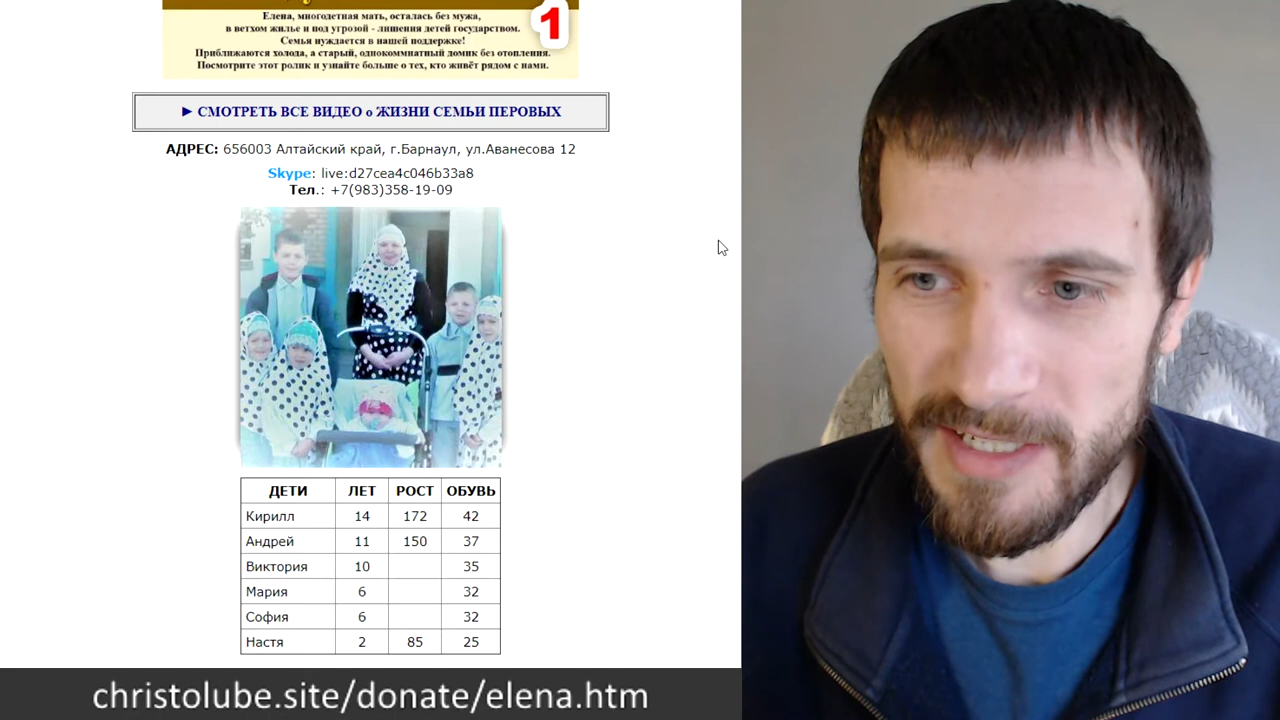 Елена, многодетная мать, осталась без мужа,
в ветхом жилье и под угрозой - лишения детей государством.
Семья нуждается в нашей поддержке!
Приближаются холода, а старый, однокоммнатный домик без отопления.
Посмотрите этот ролик и узнайте больше о тех, кто живёт рядом с нами.
1
► СМОТРЕТЬ ВСЕ ВИДЕО о ЖИЗНИ СЕМЬИ ПЕРОВЫХ
АДРЕС: 656003 Алтайский край, г.Барнаул, ул.Аванесова 12
Skype: live:d27cea4c046b33a8
Тел.: +7(983)358-19-09
ДЕТИ ЛЕТ РОСТ ОБУВЬ
Кирилл 14 172 42
Андрей 11 150 37
Виктория 10 35
Мария 6 32
София 6 32
Настя 2 85 25
christolube.site/donate/elena.htm